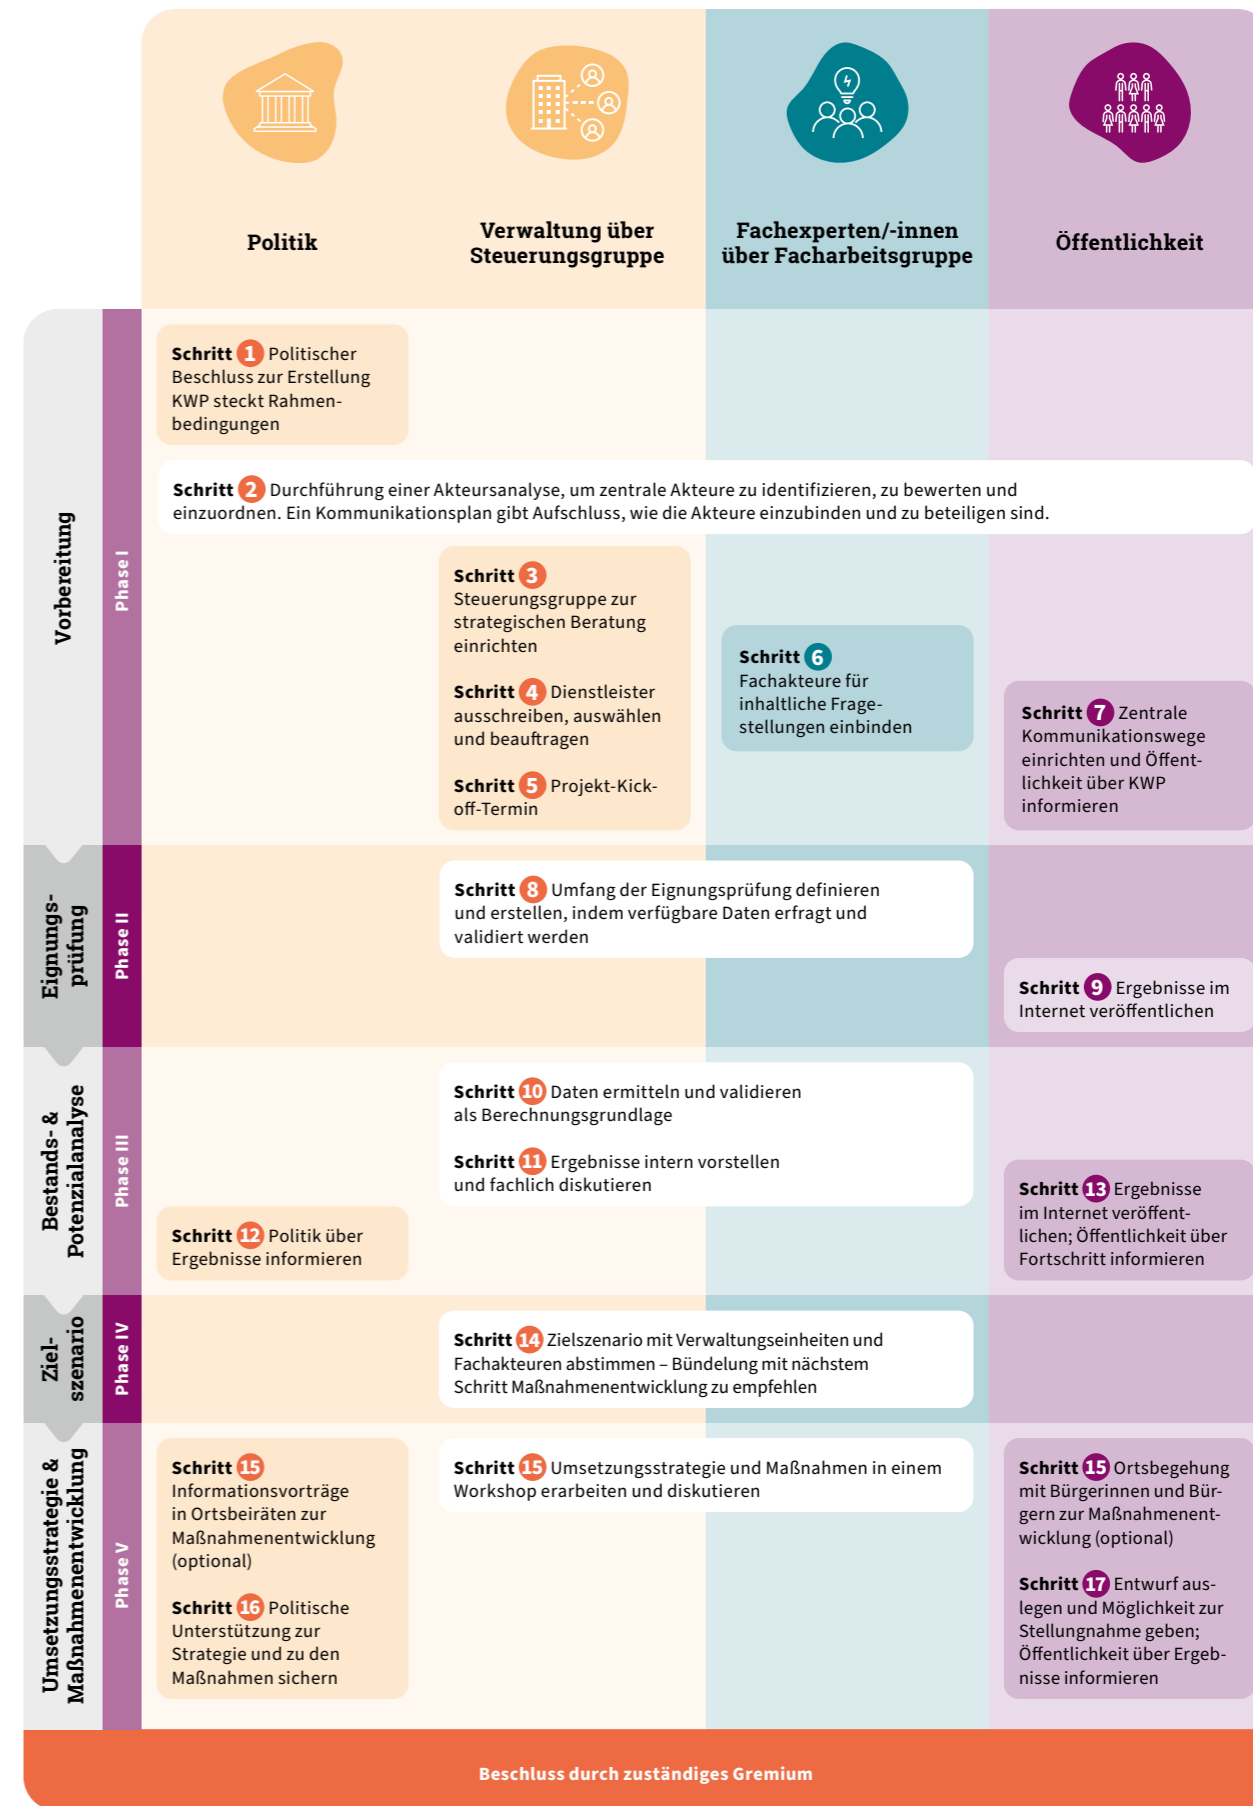 Politik
Verwaltung über
Steuerungsgruppe
Fachexperten/-innen
über Facharbeitsgruppe
Öffentlichkeit
Vorbereitung
Phase I
Schritt 1 Politischer
Beschluss zur Erstellung
KWP steckt Rahmen-
bedingungen
Schritt 2 Durchführung einer Akteursanalyse, um zentrale Akteure zu identifizieren, zu bewerten und
einzuordnen. Ein Kommunikationsplan gibt Aufschluss, wie die Akteure einzubinden und zu beteiligen sind.
Schritt 3
Steuerungsgruppe zur
strategischen Beratung
einrichten
Schritt 4 Dienstleister
ausschreiben, auswählen
und beauftragen
Schritt 5 Projekt-Kick-
off-Termin
Schritt 6
Fachakteure für
inhaltliche Frage-
stellungen einbinden
Schritt 7 Zentrale
Kommunikationswege
einrichten und Öffent-
lichkeit über KWP
informieren
Eignungs-
prüfung
Phase II
Schritt 8 Umfang der Eignungsprüfung definieren
und erstellen, indem verfügbare Daten erfragt und
validiert werden
Schritt 9 Ergebnisse im
Internet veröffentlichen
Bestands- &
Potenzialanalyse
Phase III
Schritt 10 Daten ermitteln und validieren
als Berechnungsgrundlage
Schritt 11 Ergebnisse intern vorstellen
und fachlich diskutieren
Schritt 12 Politik über
Ergebnisse informieren
Schritt 13 Ergebnisse
im Internet veröffent-
lichen; Öffentlichkeit über
Fortschritt informieren
Ziel-
szenario
Phase IV
Schritt 14 Zielszenario mit Verwaltungseinheiten und
Fachakteuren abstimmen – Bündelung mit nächstem
Schritt Maßnahmenentwicklung zu empfehlen
Umsetzungsstrategie &
Maßnahmenentwicklung
Phase V
Schritt 15
Informationsvorträge
in Ortsbeiräten zur
Maßnahmenentwicklung
(optional)
Schritt 16 Politische
Unterstützung zur
Strategie und zu den
Maßnahmen sichern
Schritt 15 Umsetzungsstrategie und Maßnahmen in einem
Workshop erarbeiten und diskutieren
Schritt 15 Ortsbegehung
mit Bürgerinnen und Bür-
gern zur Maßnahmenent-
wicklung (optional)
Schritt 17 Entwurf aus-
legen und Möglichkeit zur
Stellungnahme geben;
Öffentlichkeit über Ergeb-
nisse informieren
Beschluss durch zuständiges Gremium